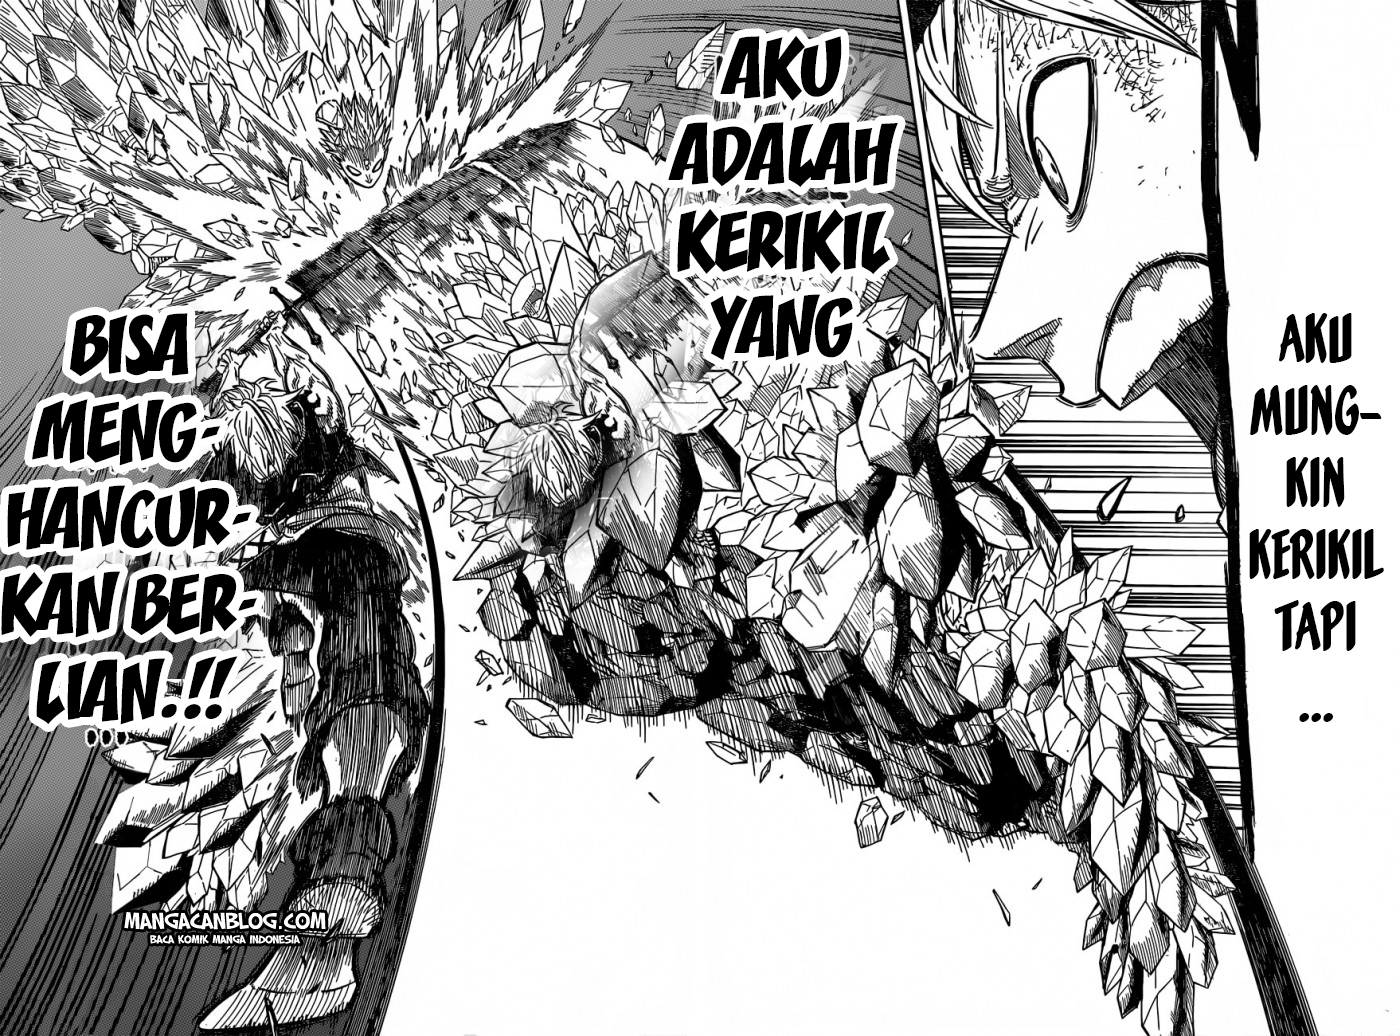 AKU
MUNG-
KIN
KERIKIL
TAPI
...
AKU
ADALAH
KERIKIL
YANG
BISA
MENG-
HANCUR-
KAN BER-
LIAN.!!
...
MANGACANBLOG.COM
BACA KOMIK MANGA INDONESIA